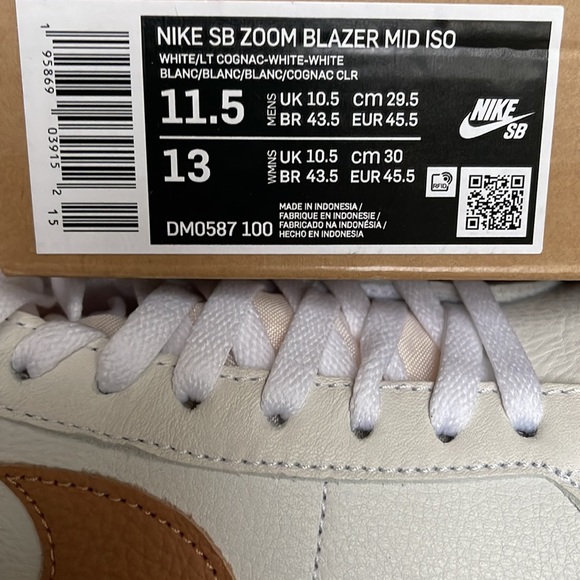 NIKE SB ZOOM BLAZER MID ISO
WHITE/LT COGNAC-WHITE-WHITE
BLANC/BLANC/BLANC/COGNAC CLR
11.5 MENS UK 10.5 cm 29.5
BR 43.5 EUR 45.5
13 WMNS UK 10.5 cm 30
BR 43.5 EUR 45.5
NIKE
SB
RFID
MADE IN INDONESIA /
FABRIQUE EN INDONESIE /
FABRICADO NA INDONÉSIA /
HECHO EN INDONESIA
DM0587 100
1 95869 03915 2 15